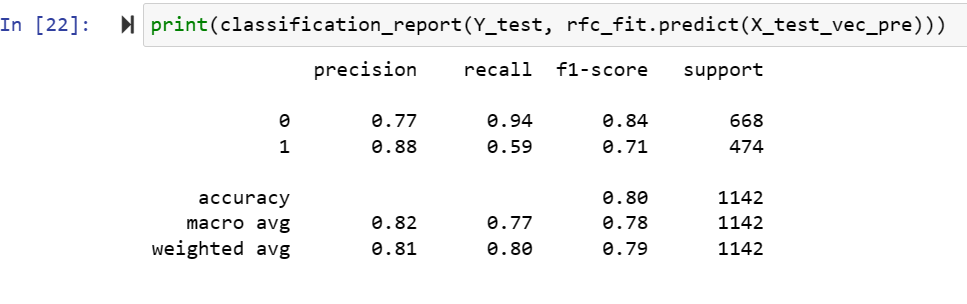 In [22]: print(classification_report(Y_test, rfc_fit.predict(X_test_vec_pre)))
precision recall f1-score support
0 0.77 0.94 0.84 668
1 0.88 0.59 0.71 474
accuracy 0.80 1142
macro avg 0.82 0.77 0.78 1142
weighted avg 0.81 0.80 0.79 1142